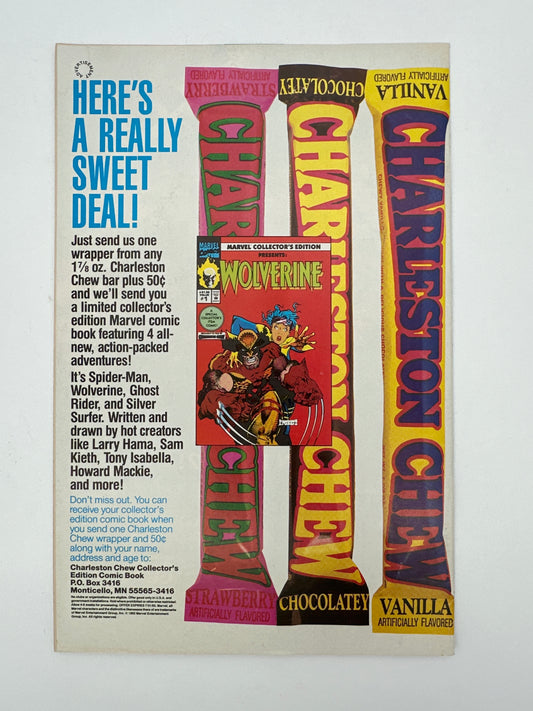 ADVERTISEMENT
HERE'S
A REALLY
SWEET
DEAL!
Just send us one
wrapper from any
1⅞ oz. Charleston
Chew bar plus 50¢
and we'll send you
a limited collector's
edition Marvel comic
book featuring 4 all-
new, action-packed
adventures!
It's Spider-Man,
Wolverine, Ghost
Rider, and Silver
Surfer. Written and
drawn by hot creators
like Larry Hama, Sam
Kieth, Tony Isabella,
Howard Mackie,
and more!
Don't miss out. You can
receive your collector's
edition comic book when
you send one Charleston
Chew wrapper and 50¢
along with your name,
address and age to:
Charleston Chew Collector's
Edition Comic Book
P.O. Box 3416
Monticello, MN 55565-3416
STRAWBERRY
ARTIFICIALLY FLAVORED
CHARLESTON CHEW
STRAWBERRY
ARTIFICIALLY FLAVORED
CHOCOLATEY
CHARLESTON CHEW
CHOCOLATEY
VANILLA
ARTIFICIALLY FLAVORED
CHARLESTON CHEW
VANILLA
ARTIFICIALLY FLAVORED
MARVEL
MARVEL COLLECTOR'S EDITION
PRESENTS:
WOLVERINE
#1